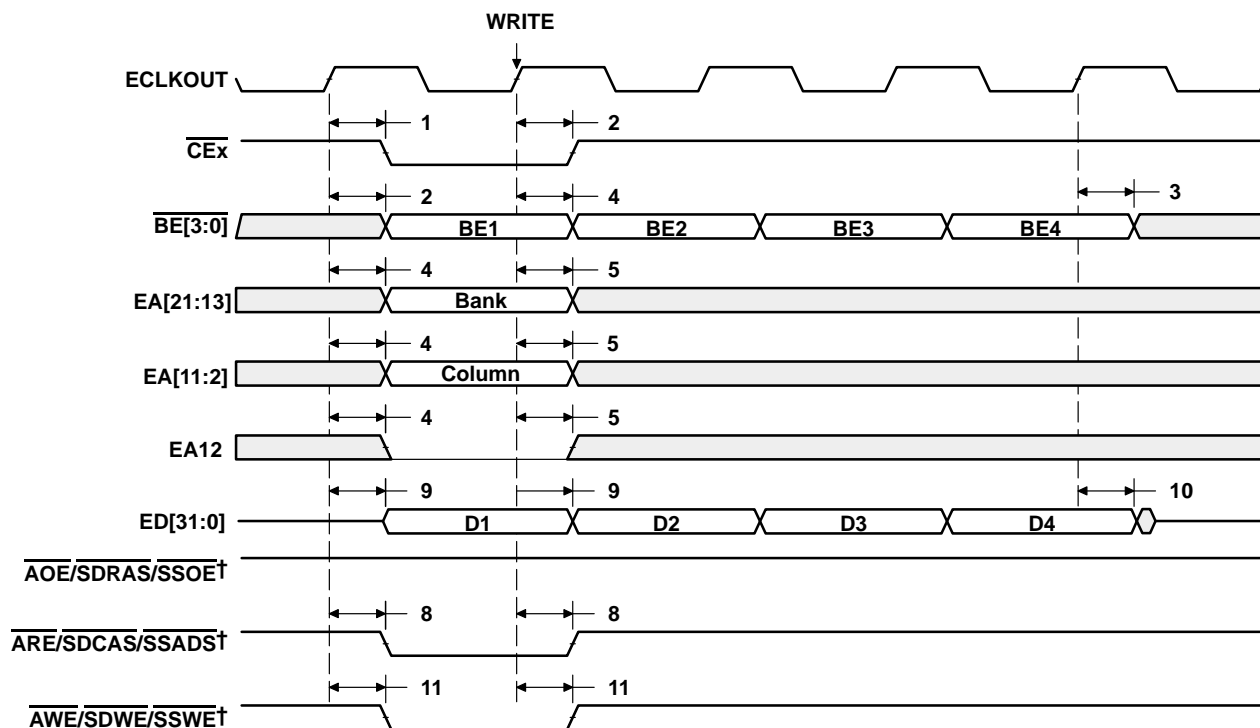 WRITE
ECLKOUT
1 2
CEx
2 4 3
BE[3:0] BE1 BE2 BE3 BE4
4 5
EA[21:13] Bank
4 5
EA[11:2] Column
4 5
EA12
9 9 10
ED[31:0] D1 D2 D3 D4
AOE/SDRAS/SSOE†
8 8
ARE/SDCAS/SSADS†
11 11
AWE/SDWE/SSWE†